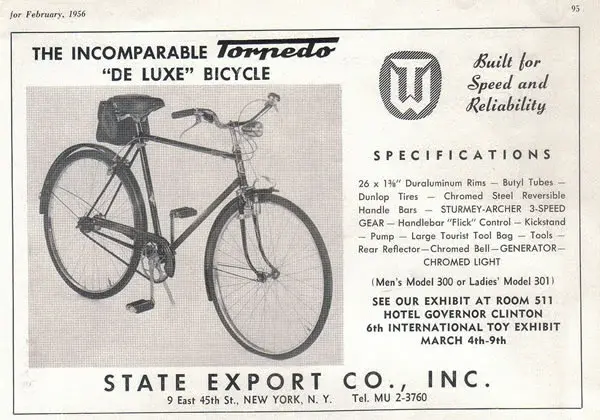 for February, 1956
95
THE INCOMPARABLE Torpedo
"DE LUXE" BICYCLE
TW
Built for
Speed and
Reliability
SPECIFICATIONS
26 x 1⅜" Duraluminum Rims — Butyl Tubes —
Dunlop Tires — Chromed Steel Reversible
Handle Bars — STURMEY-ARCHER 3-SPEED
GEAR — Handlebar "Flick" Control — Kickstand
— Pump — Large Tourist Tool Bag — Tools —
Rear Reflector—Chromed Bell—GENERATOR—
CHROMED LIGHT
(Men's Model 300 or Ladies' Model 301)
SEE OUR EXHIBIT AT ROOM 511
HOTEL GOVERNOR CLINTON
6th INTERNATIONAL TOY EXHIBIT
MARCH 4th-9th
STATE EXPORT CO., INC.
9 East 45th St., NEW YORK, N. Y. Tel. MU 2-3760